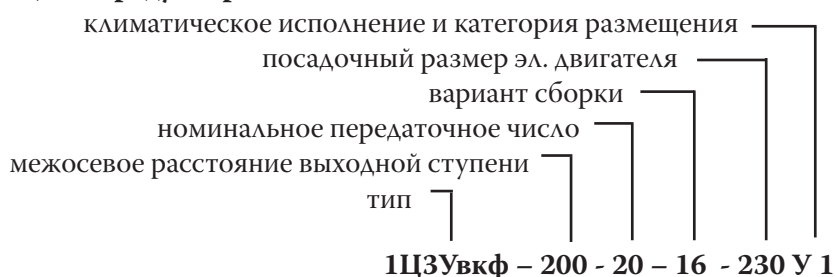 климатическое исполнение и категория размещения
посадочный размер эл. двигателя
вариант сборки
номинальное передаточное число
межосевое расстояние выходной ступени
тип
1Ц3Увкф – 200 - 20 – 16 - 230 У 1